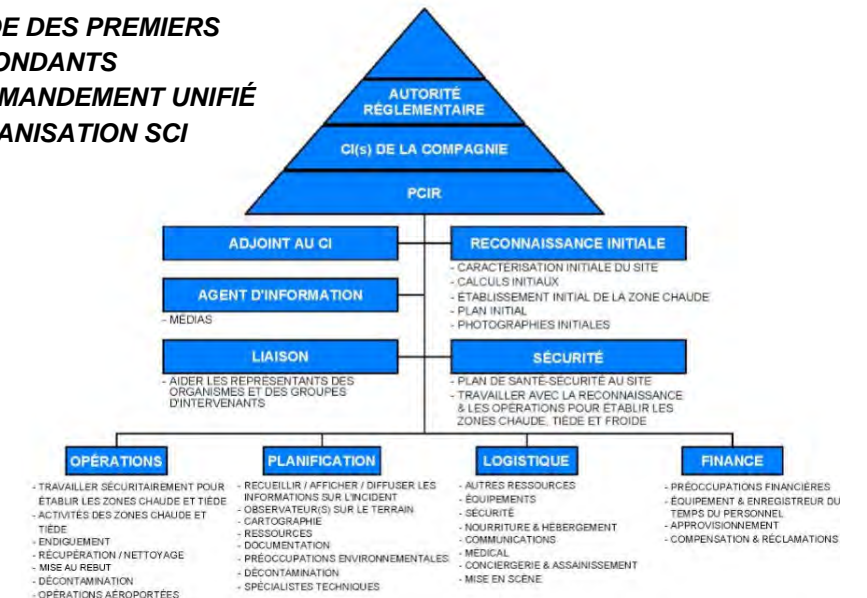 DE DES PREMIERS
ONDANTS
MANDEMENT UNIFIÉ
ANISATION SCI
AUTORITÉ
RÉGLEMENTAIRE
CI(s) DE LA COMPAGNIE
PCIR
ADJOINT AU CI
RECONNAISSANCE INITIALE
- CARACTÉRISATION INITIALE DU SITE
- CALCULS INITIAUX
- ÉTABLISSEMENT INITIAL DE LA ZONE CHAUDE
- PLAN INITIAL
- PHOTOGRAPHIES INITIALES
AGENT D'INFORMATION
- MÉDIAS
LIAISON
- AIDER LES REPRÉSENTANTS DES
ORGANISMES ET DES GROUPES
D'INTERVENANTS
SÉCURITÉ
- PLAN DE SANTÉ-SÉCURITÉ AU SITE
- TRAVAILLER AVEC LA RECONNAISSANCE
& LES OPÉRATIONS POUR ÉTABLIR LES
ZONES CHAUDE, TIÈDE ET FROIDE
OPÉRATIONS
- TRAVAILLER SÉCURITAIREMENT POUR
ÉTABLIR LES ZONES CHAUDE ET TIÈDE
- ACTIVITÉS DES ZONES CHAUDE ET
TIÈDE
- ENDIGUEMENT
- RÉCUPÉRATION / NETTOYAGE
- MISE AU REBUT
- DÉCONTAMINATION
- OPÉRATIONS AÉROPORTÉES
PLANIFICATION
- RECUEILLIR / AFFICHER / DIFFUSER LES
INFORMATIONS SUR L'INCIDENT
- OBSERVATEUR(S) SUR LE TERRAIN
- CARTOGRAPHIE
- RESSOURCES
- DOCUMENTATION
- PRÉOCCUPATIONS ENVIRONNEMENTALES
- DÉCONTAMINATION
- SPÉCIALISTES TECHNIQUES
LOGISTIQUE
- AUTRES RESSOURCES
- ÉQUIPEMENTS
- SÉCURITÉ
- NOURRITURE & HÉBERGEMENT
- COMMUNICATIONS
- MÉDICAL
- CONCIERGERIE & ASSAINISSEMENT
- MISE EN SCÈNE
FINANCE
- PRÉOCCUPATIONS FINANCIÈRES
- ÉQUIPEMENT & ENREGISTREUR DU
TEMPS DU PERSONNEL
- APPROVISIONNEMENT
- COMPENSATION & RÉCLAMATIONS